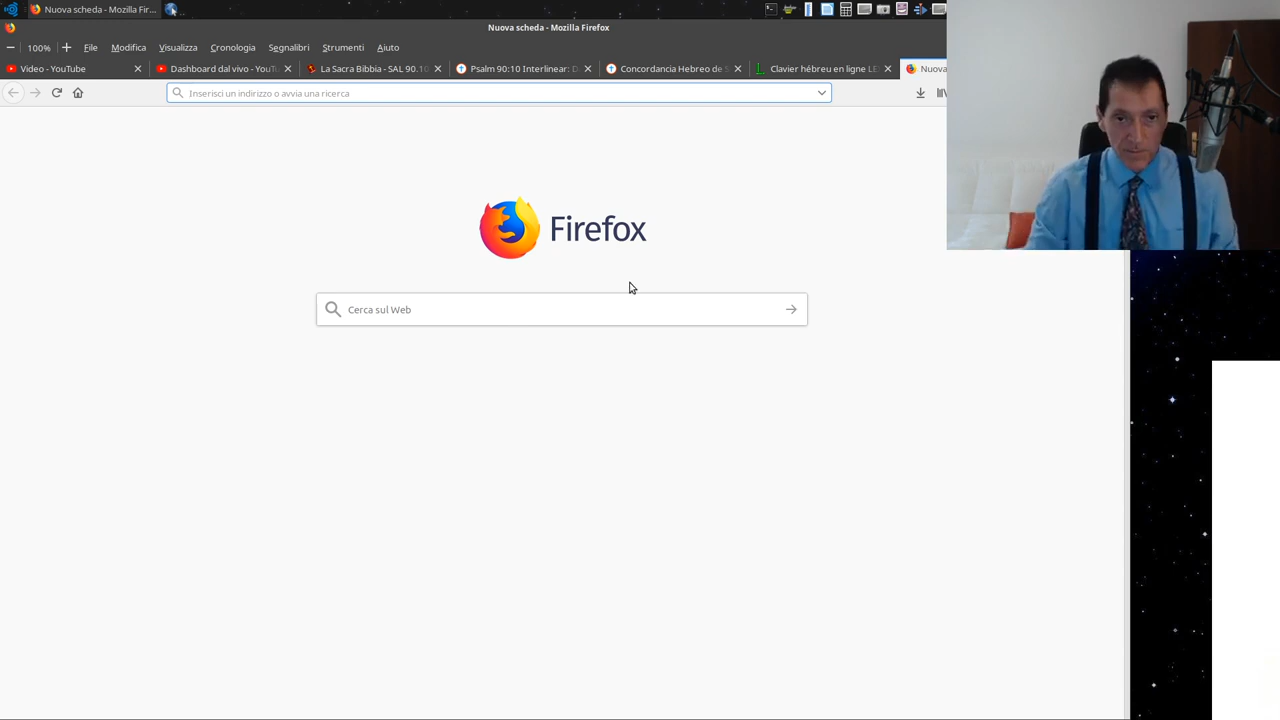 Nuova scheda - Mozilla Fir...
Nuova scheda - Mozilla Firefox
100% File Modifica Visualizza Cronologia Segnalibri Strumenti Aiuto
Video - YouTube Dashboard dal vivo - YouTu La Sacra Bibbia - SAL 90.10 Psalm 90:10 Interlinear: D Concordancia Hebreo de S Clavier hébreu en ligne LE Nuova
Inserisci un indirizzo o avvia una ricerca
Firefox
Cerca sul Web